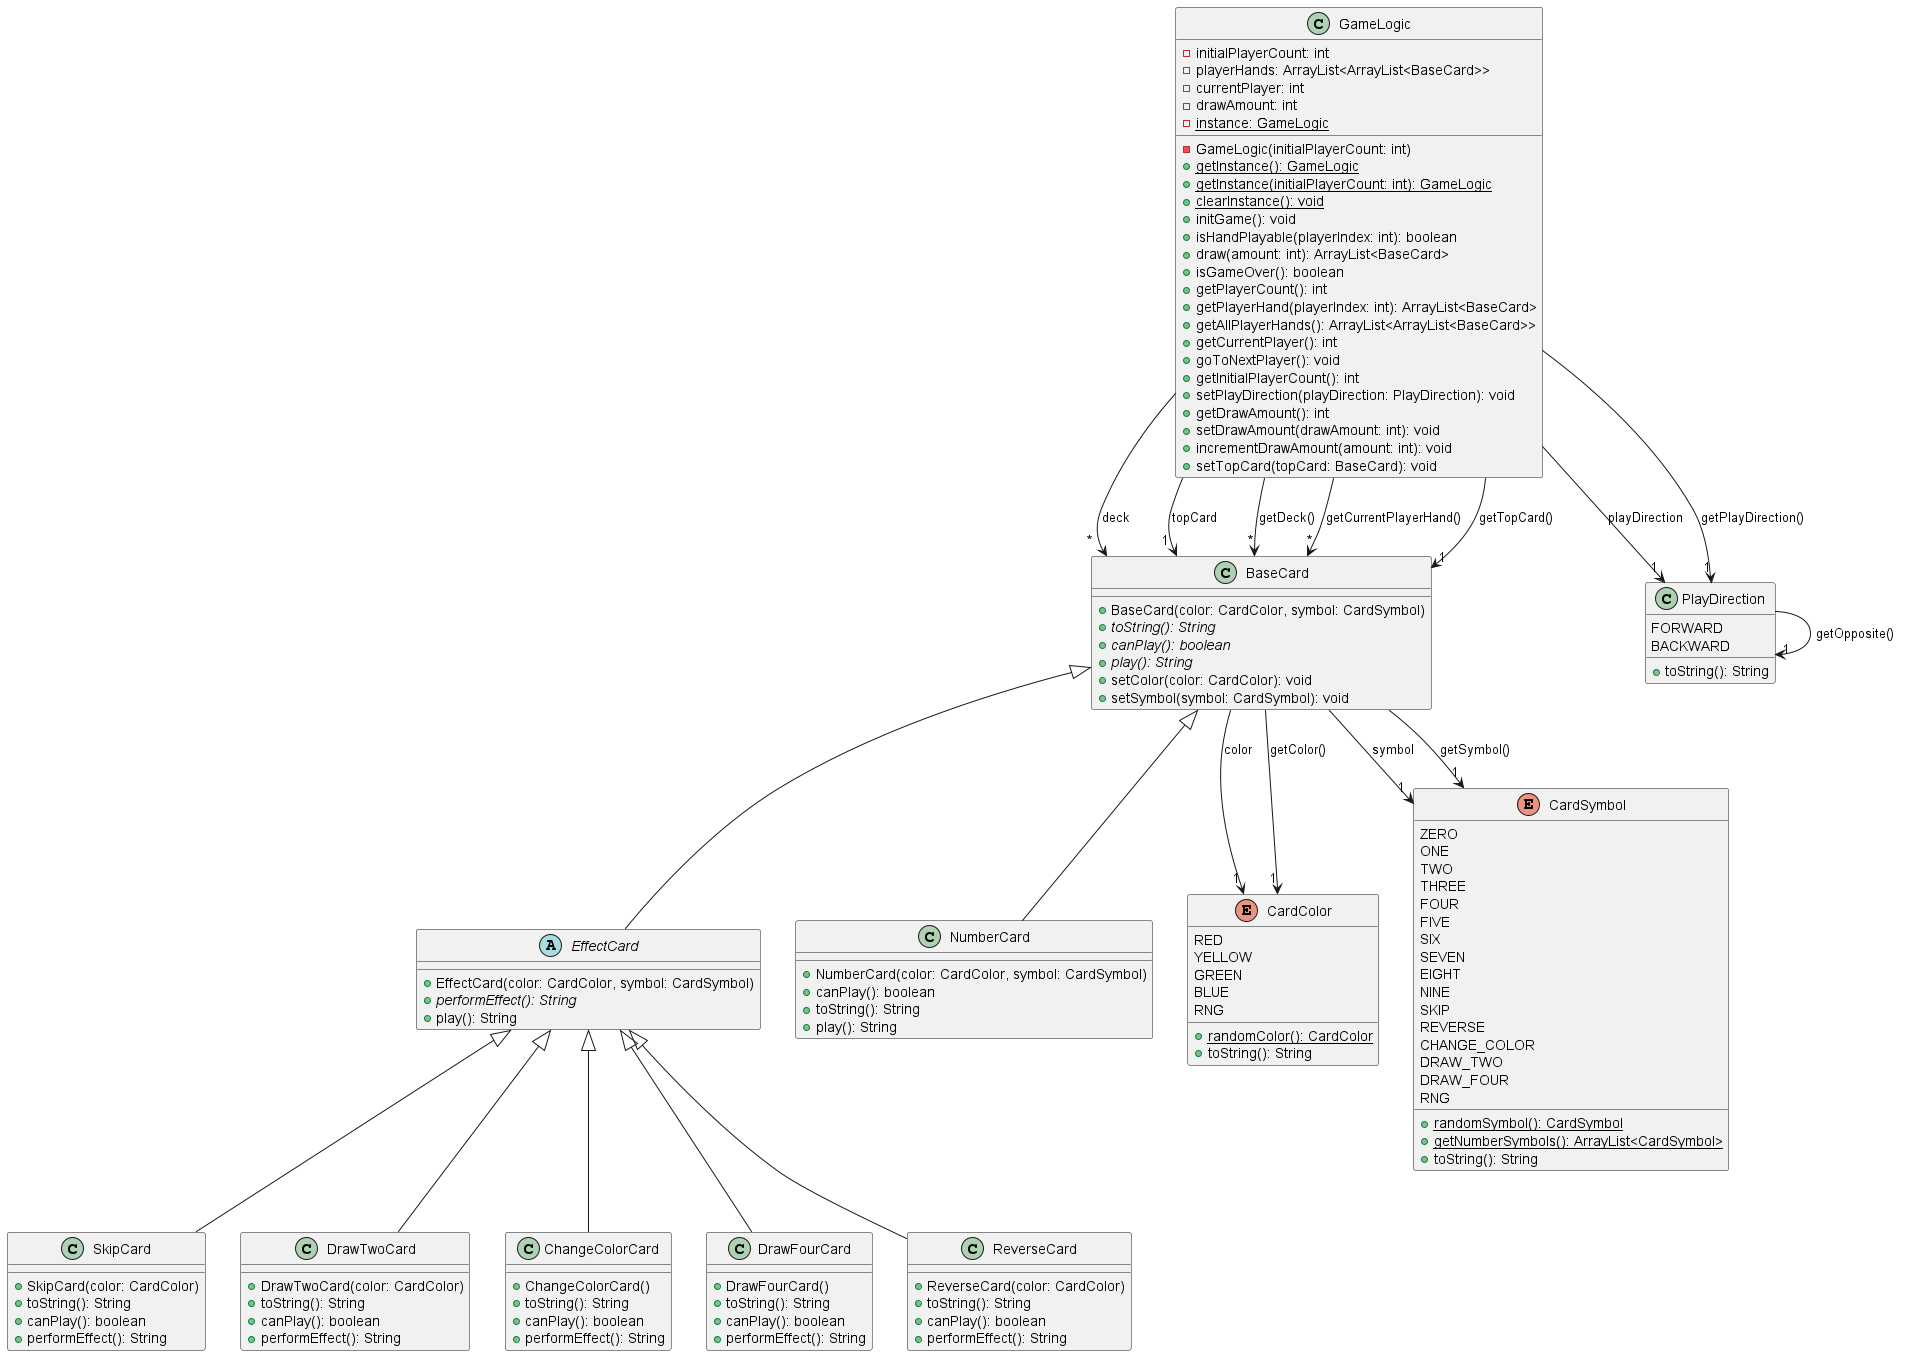 C GameLogic
initialPlayerCount: int
playerHands: ArrayList<ArrayList<BaseCard>>
currentPlayer: int
drawAmount: int
instance: GameLogic
GameLogic(initialPlayerCount: int)
getInstance(): GameLogic
getInstance(initialPlayerCount: int): GameLogic
clearInstance(): void
initGame(): void
isHandPlayable(playerIndex: int): boolean
draw(amount: int): ArrayList<BaseCard>
isGameOver(): boolean
getPlayerCount(): int
getPlayerHand(playerIndex: int): ArrayList<BaseCard>
getAllPlayerHands(): ArrayList<ArrayList<BaseCard>>
getCurrentPlayer(): int
goToNextPlayer(): void
getInitialPlayerCount(): int
setPlayDirection(playDirection: PlayDirection): void
getDrawAmount(): int
setDrawAmount(drawAmount: int): void
incrementDrawAmount(amount: int): void
setTopCard(topCard: BaseCard): void
deck
topCard
getDeck()
getCurrentPlayerHand()
getTopCard()
playDirection
getPlayDirection()
*
1
*
*
1
1
1
C BaseCard
BaseCard(color: CardColor, symbol: CardSymbol)
toString(): String
canPlay(): boolean
play(): String
setColor(color: CardColor): void
setSymbol(symbol: CardSymbol): void
C PlayDirection
FORWARD
BACKWARD
toString(): String
getOpposite()
1
color
getColor()
symbol
getSymbol()
1
1
1
1
E CardSymbol
ZERO
ONE
TWO
THREE
FOUR
FIVE
SIX
SEVEN
EIGHT
NINE
SKIP
REVERSE
CHANGE_COLOR
DRAW_TWO
DRAW_FOUR
RNG
randomSymbol(): CardSymbol
getNumberSymbols(): ArrayList<CardSymbol>
toString(): String
E CardColor
RED
YELLOW
GREEN
BLUE
RNG
randomColor(): CardColor
toString(): String
A EffectCard
EffectCard(color: CardColor, symbol: CardSymbol)
performEffect(): String
play(): String
C NumberCard
NumberCard(color: CardColor, symbol: CardSymbol)
canPlay(): boolean
toString(): String
play(): String
C SkipCard
SkipCard(color: CardColor)
toString(): String
canPlay(): boolean
performEffect(): String
C DrawTwoCard
DrawTwoCard(color: CardColor)
toString(): String
canPlay(): boolean
performEffect(): String
C ChangeColorCard
ChangeColorCard()
toString(): String
canPlay(): boolean
performEffect(): String
C DrawFourCard
DrawFourCard()
toString(): String
canPlay(): boolean
performEffect(): String
C ReverseCard
ReverseCard(color: CardColor)
toString(): String
canPlay(): boolean
performEffect(): String